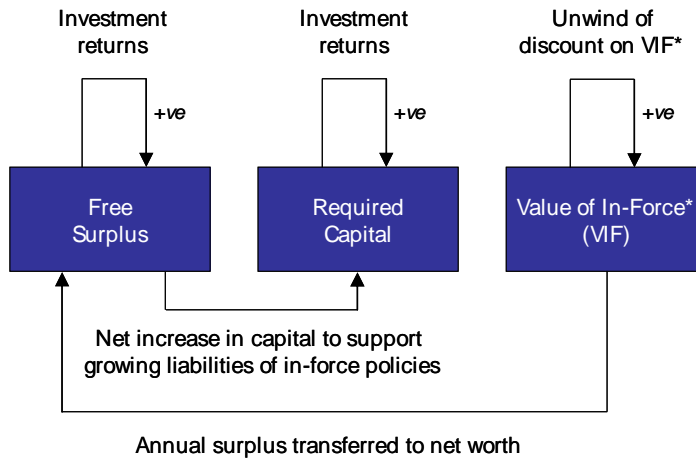 Investment
returns
Investment
returns
Unwind of
discount on VIF*
+ve
+ve
+ve
Free
Surplus
Required
Capital
Value of In-Force*
(VIF)
Net increase in capital to support
growing liabilities of in-force policies
Annual surplus transferred to net worth